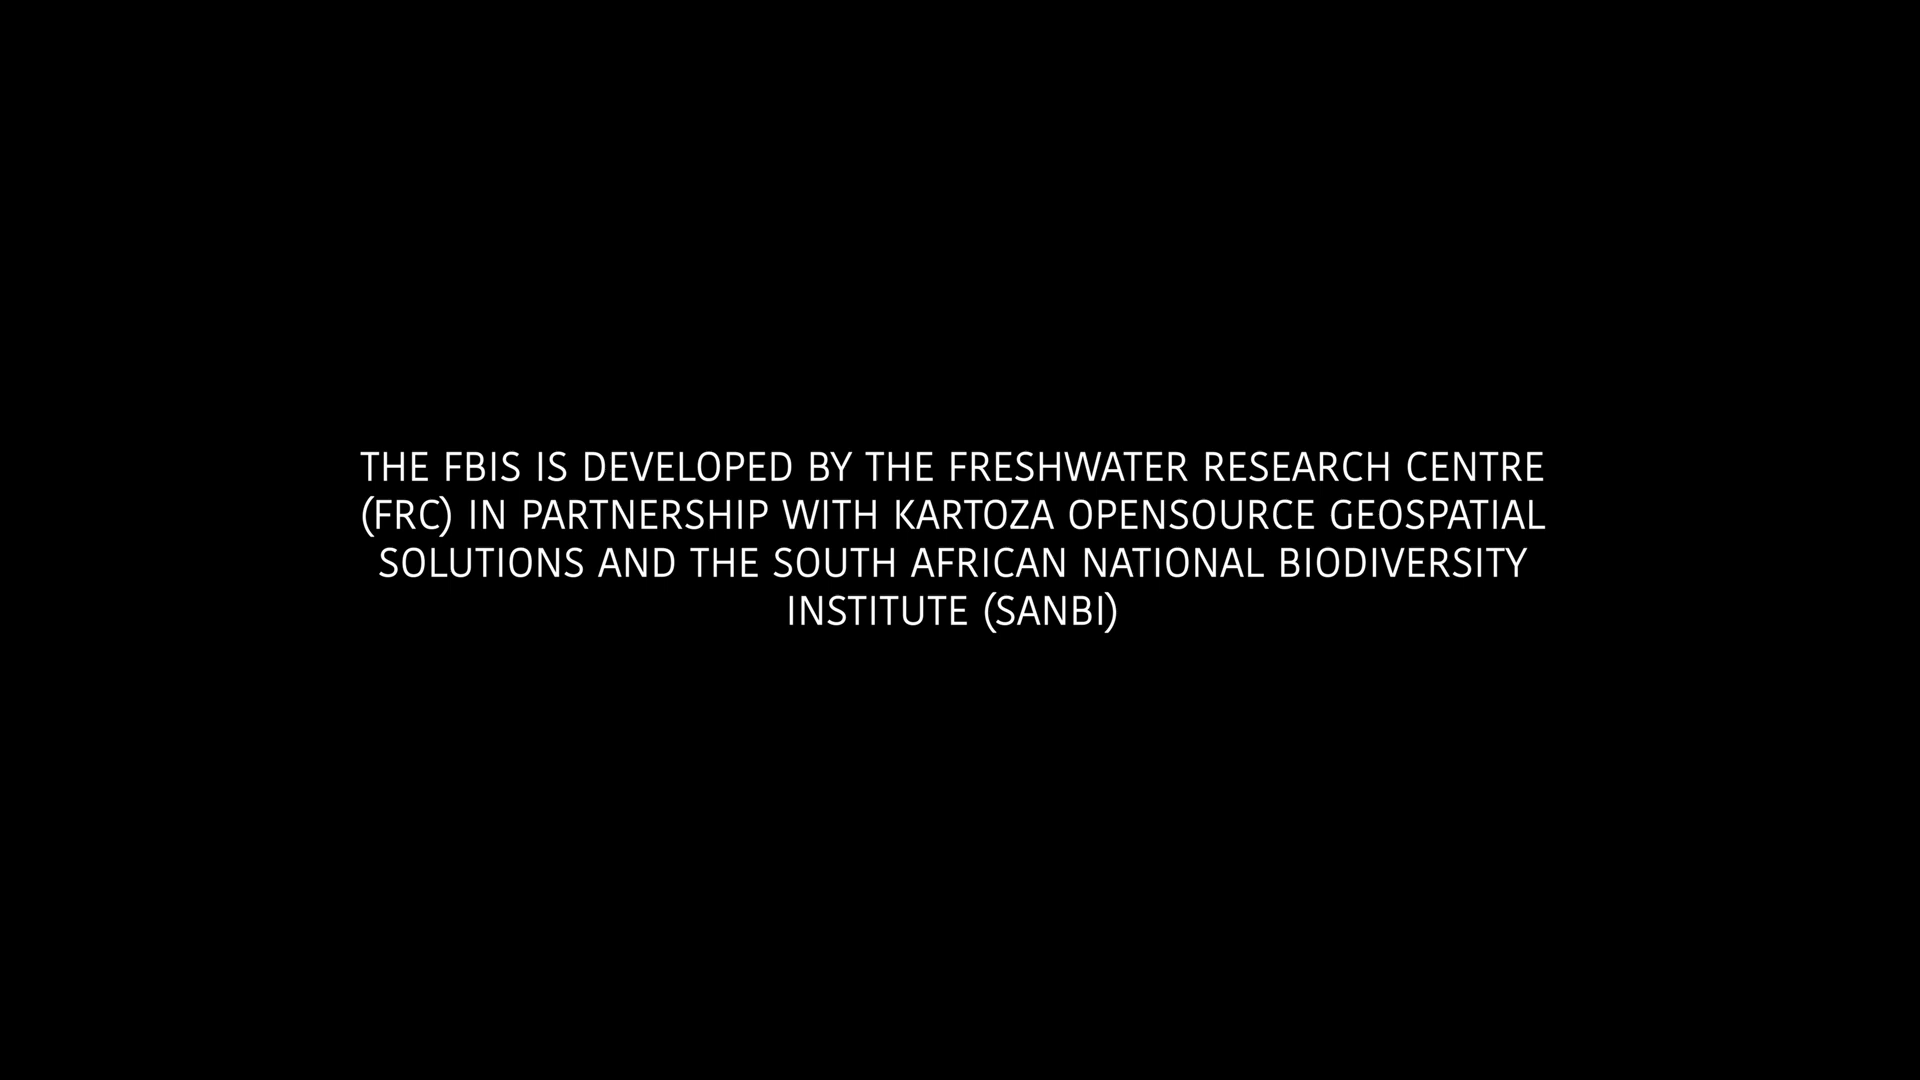 THE FBIS IS DEVELOPED BY THE FRESHWATER RESEARCH CENTRE
(FRC) IN PARTNERSHIP WITH KARTOZA OPENSOURCE GEOSPATIAL
SOLUTIONS AND THE SOUTH AFRICAN NATIONAL BIODIVERSITY
INSTITUTE (SANBI)